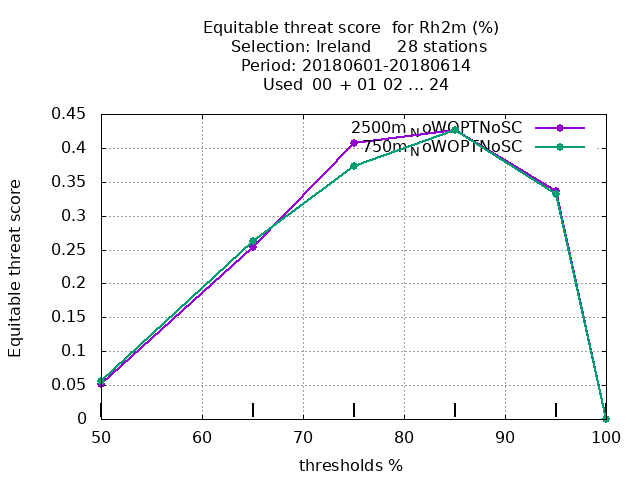 Equitable threat score  for Rh2m (%)
Selection: Ireland     28 stations
Period: 20180601-20180614
Used  00  + 01 02 ... 24
2500m_NoWOPTNoSC
750m_NoWOPTNoSC
Equitable threat score
0.45
0.4
0.35
0.3
0.25
0.2
0.15
0.1
0.05
0
50 60 70 80 90 100
thresholds %